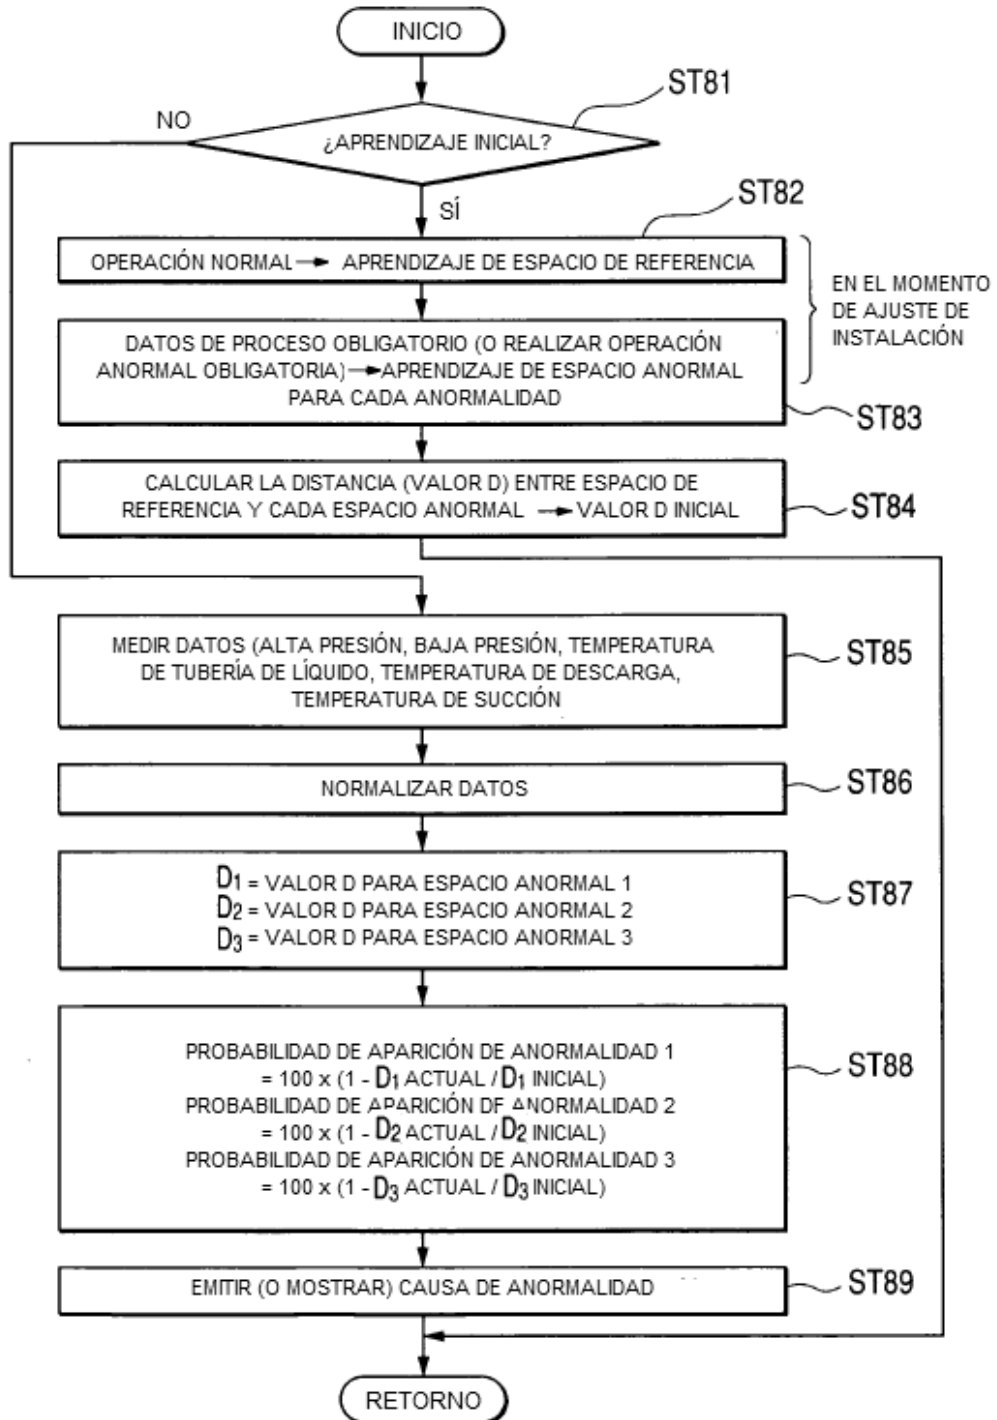 INICIO
ST81
NO
¿APRENDIZAJE INICIAL?
SÍ
ST82
OPERACIÓN NORMAL → APRENDIZAJE DE ESPACIO DE REFERENCIA
EN EL MOMENTO
DE AJUSTE DE
INSTALACIÓN
DATOS DE PROCESO OBLIGATORIO (O REALIZAR OPERACIÓN
ANORMAL OBLIGATORIA) → APRENDIZAJE DE ESPACIO ANORMAL
PARA CADA ANORMALIDAD
ST83
CALCULAR LA DISTANCIA (VALOR D) ENTRE ESPACIO DE
REFERENCIA Y CADA ESPACIO ANORMAL → VALOR D INICIAL
ST84
MEDIR DATOS (ALTA PRESIÓN, BAJA PRESIÓN, TEMPERATURA
DE TUBERÍA DE LÍQUIDO, TEMPERATURA DE DESCARGA,
TEMPERATURA DE SUCCIÓN
ST85
NORMALIZAR DATOS
ST86
D1 = VALOR D PARA ESPACIO ANORMAL 1
D2 = VALOR D PARA ESPACIO ANORMAL 2
D3 = VALOR D PARA ESPACIO ANORMAL 3
ST87
PROBABILIDAD DE APARICIÓN DE ANORMALIDAD 1
= 100 x (1 - D1 ACTUAL / D1 INICIAL)
PROBABILIDAD DE APARICIÓN DE ANORMALIDAD 2
= 100 x (1 - D2 ACTUAL / D2 INICIAL)
PROBABILIDAD DE APARICIÓN DE ANORMALIDAD 3
= 100 x (1 - D3 ACTUAL / D3 INICIAL)
ST88
EMITIR (O MOSTRAR) CAUSA DE ANORMALIDAD
ST89
RETORNO